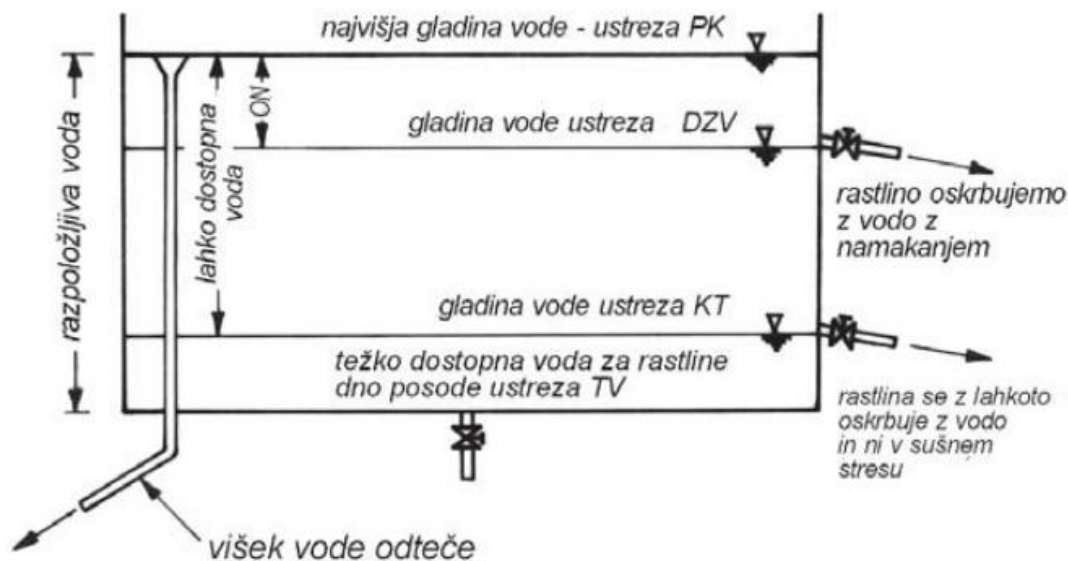 najvišja gladina vode - ustreza PK
razpoložljiva voda
lahko dostopna
voda
ON
gladina vode ustreza DZV
rastlino oskrbujemo
z vodo z
namakanjem
gladina vode ustreza KT
težko dostopna voda za rastline
dno posode ustreza TV
rastlina se z lahkoto
oskrbuje z vodo
in ni v sušnem
stresu
višek vode odteče